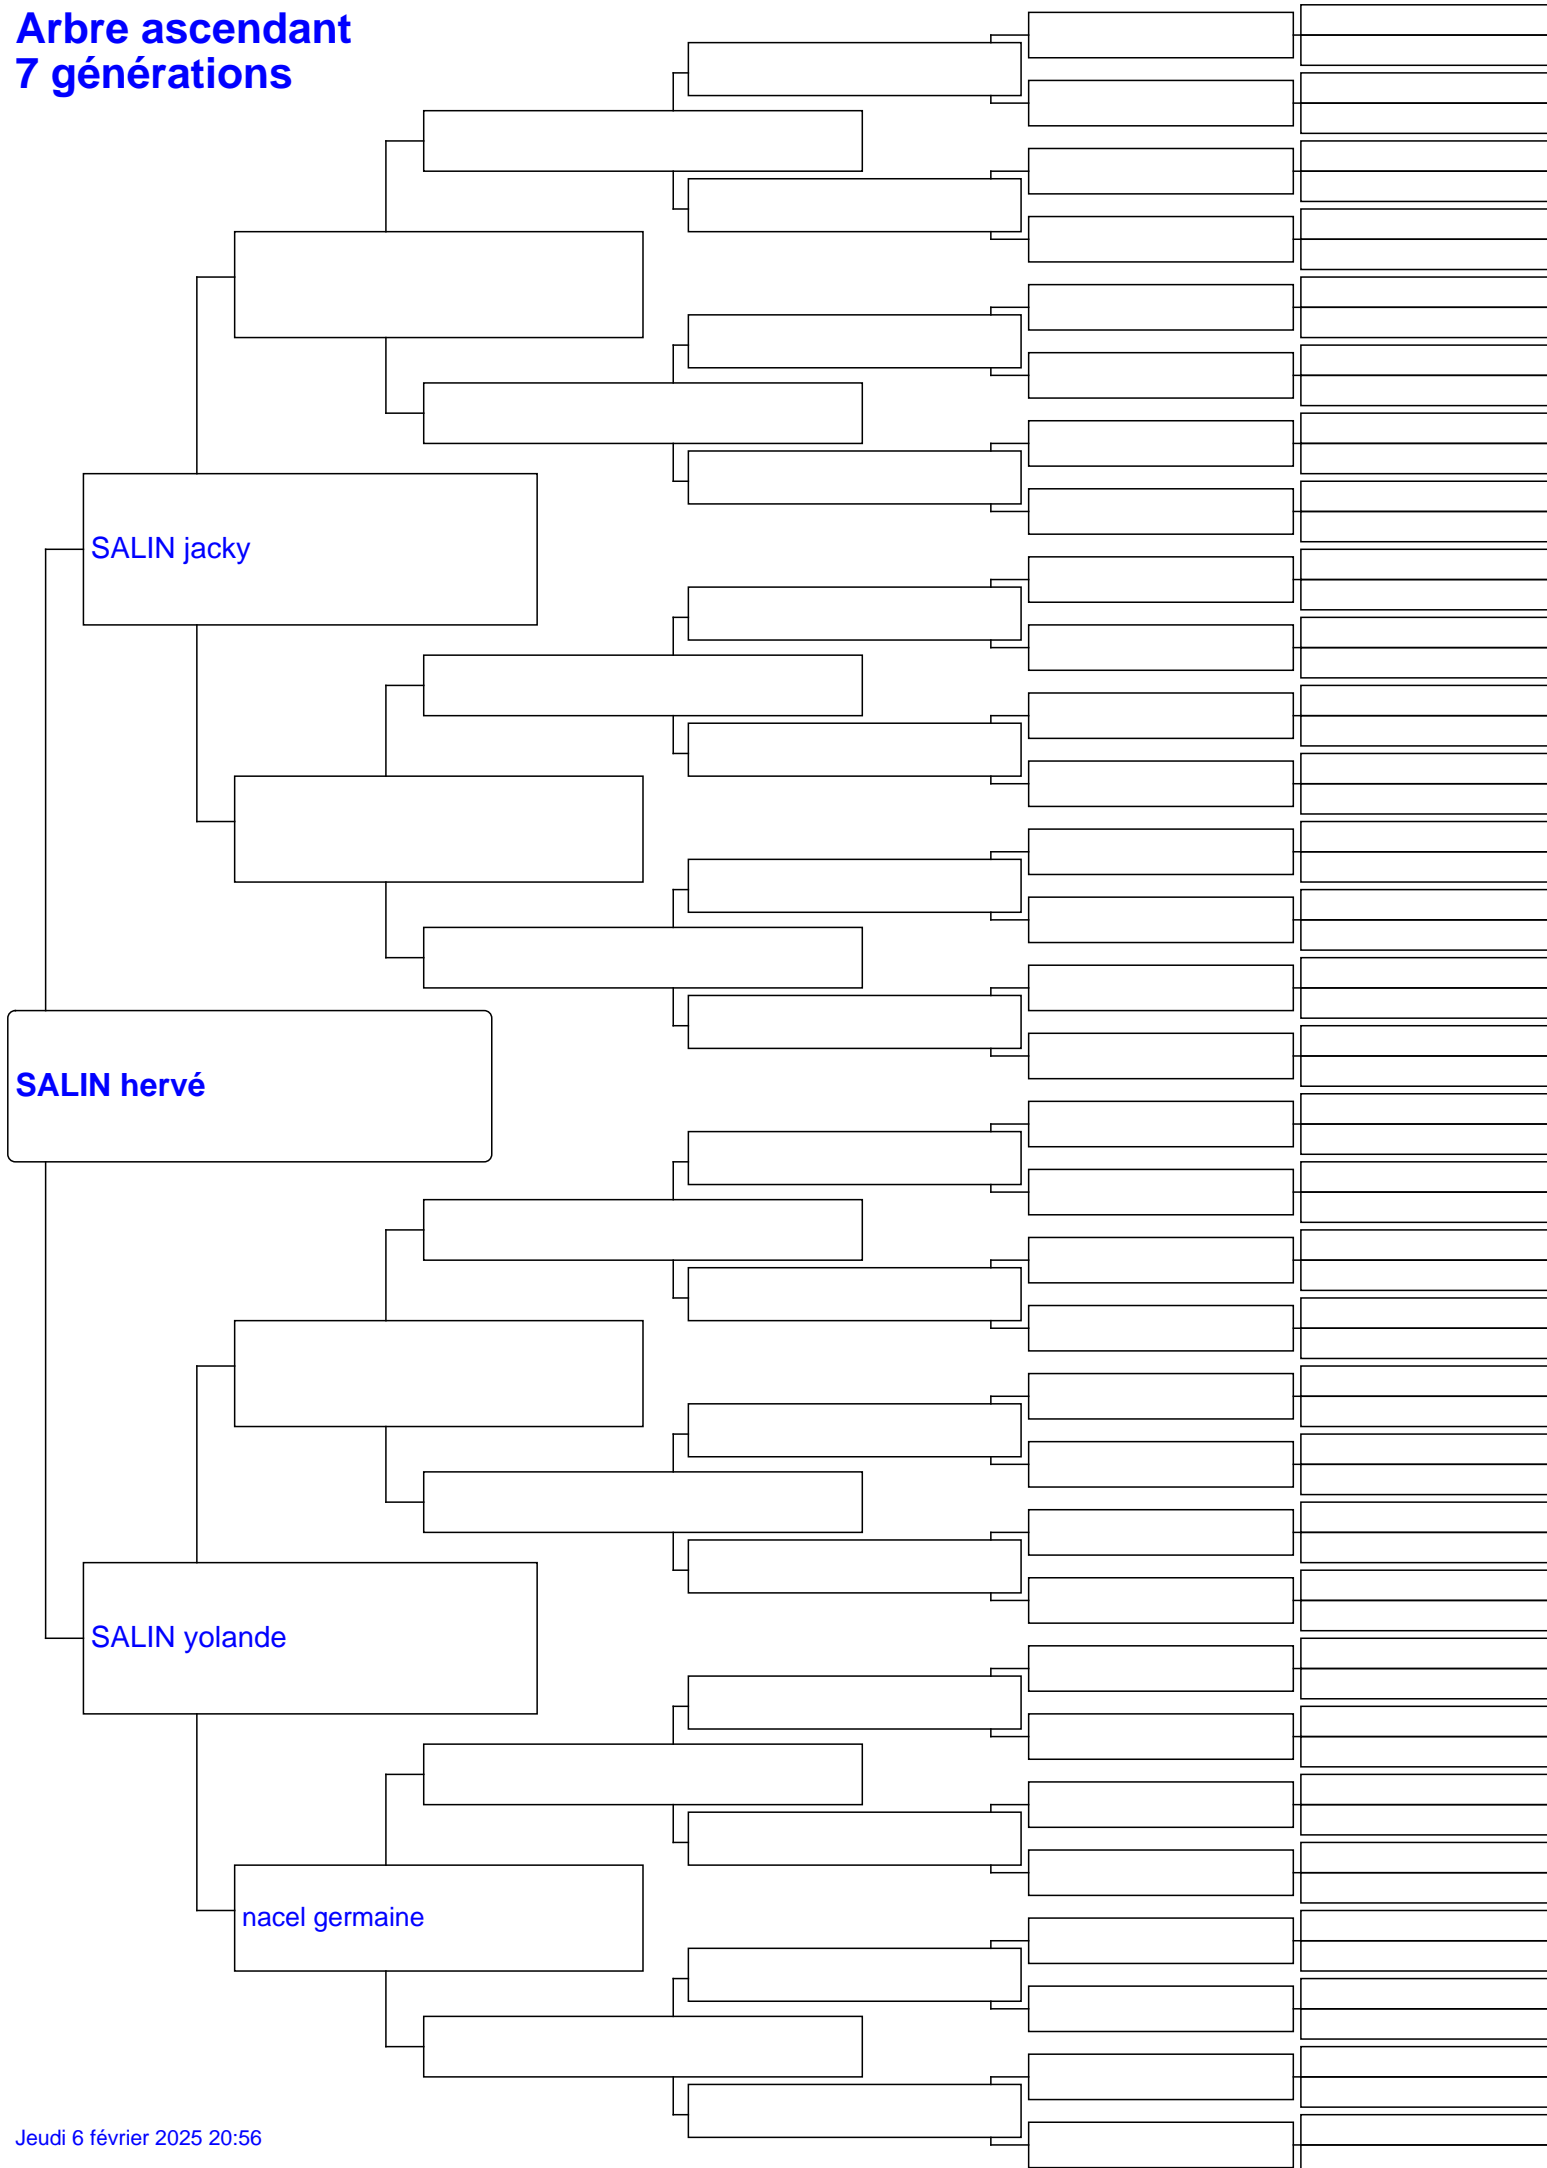 Arbre ascendant
7 générations
SALIN jacky
SALIN hervé
SALIN yolande
nacel germaine
Jeudi 6 février 2025 20:56